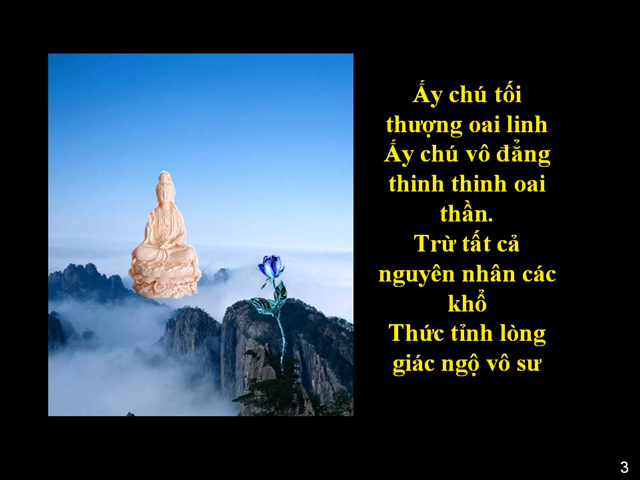 Ấy chú tối
thượng oai linh
Ấy chú vô đẳng
thinh thinh oai
thần.
Trừ tất cả
nguyên nhân các
khổ
Thức tỉnh lòng
giác ngộ vô sư
3